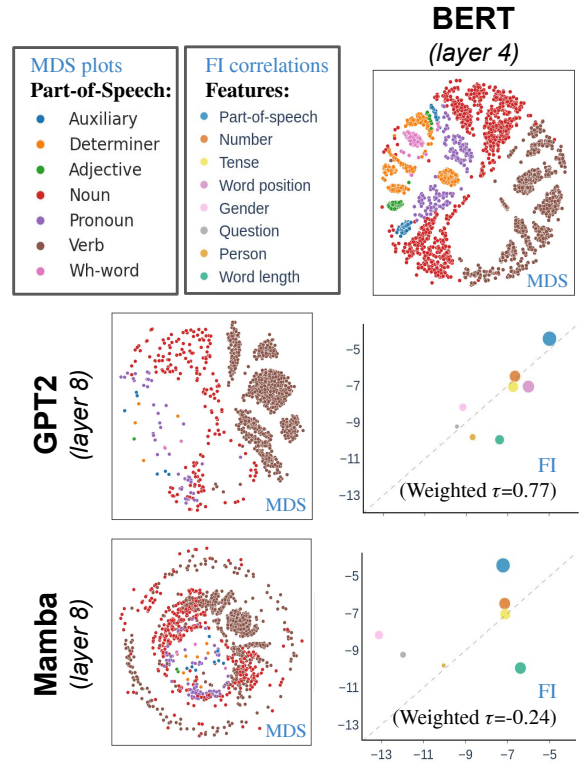 BERT
(layer 4)
MDS plots
Part-of-Speech:
Auxiliary
Determiner
Adjective
Noun
Pronoun
Verb
Wh-word
FI correlations
Features:
Part-of-speech
Number
Tense
Word position
Gender
Question
Person
Word length
MDS
GPT2
(layer 8)
MDS
−5
−7
−9
−11
−13
FI
(Weighted τ=0.77)
Mamba
(layer 8)
MDS
−5
−7
−9
−11
−13
FI
(Weighted τ=-0.24)
−13 −11 −9 −7 −5